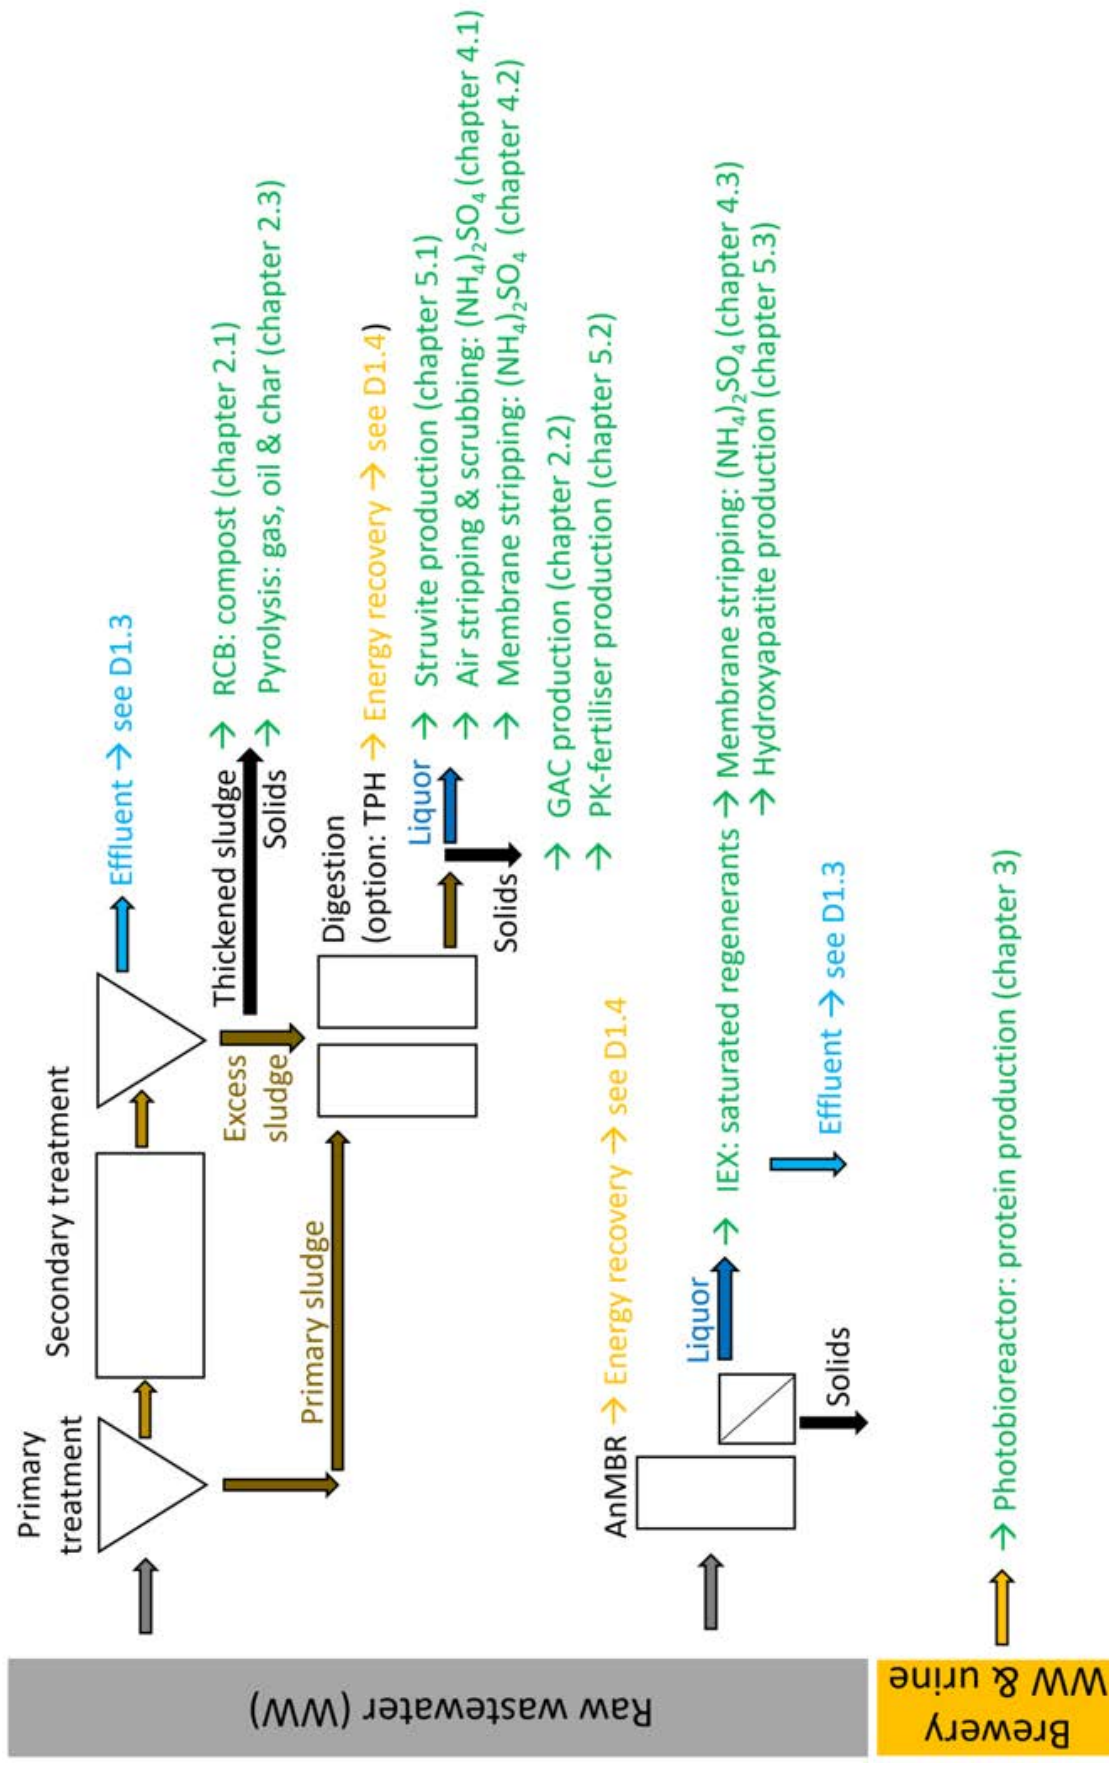 Raw wastewater (WW)
Primary
treatment
Secondary treatment
Effluent → see D1.3
Thickened sludge
Solids
→ RCB: compost (chapter 2.1)
→ Pyrolysis: gas, oil & char (chapter 2.3)
Excess
sludge
Primary sludge
Digestion
(option: TPH → Energy recovery → see D1.4)
Liquor
Solids
→ Struvite production (chapter 5.1)
→ Air stripping & scrubbing: (NH₄)₂SO₄ (chapter 4.1)
→ Membrane stripping: (NH₄)₂SO₄ (chapter 4.2)
→ GAC production (chapter 2.2)
→ PK-fertiliser production (chapter 5.2)
AnMBR → Energy recovery → see D1.4
Liquor
→ IEX: saturated regenerants → Membrane stripping: (NH₄)₂SO₄ (chapter 4.3)
→ Hydroxyapatite production (chapter 5.3)
Solids
Effluent → see D1.3
Brewery
WW & urine
→ Photobioreactor: protein production (chapter 3)